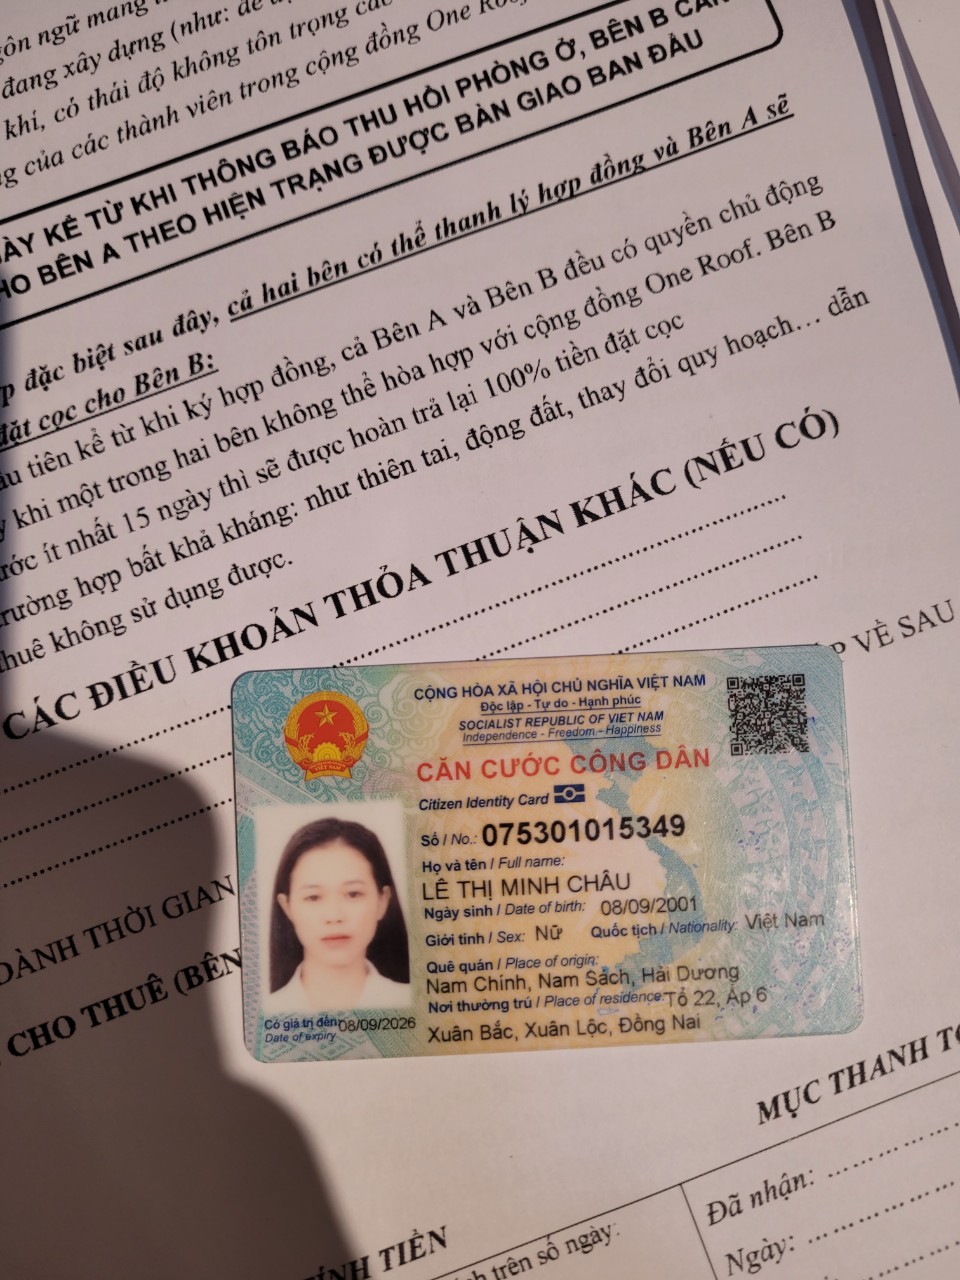 ngôn ngữ mang
đang xây dựng (như: để
khí, có thái độ không tôn trọng các
của các thành viên trong cộng đồng One Roof
KỂ TỪ KHI THÔNG BÁO THU HỒI PHÒNG Ở, BÊN B CẦN
CHO BÊN A THEO HIỆN TRẠNG ĐƯỢC BÀN GIAO BAN ĐẦU
đặc biệt sau đây, cả hai bên có thể thanh lý hợp đồng và Bên A sẽ
đặt cọc cho Bên B:
tiên kể từ khi ký hợp đồng, cả Bên A và Bên B đều có quyền chủ động
khi một trong hai bên không thể hòa hợp với cộng đồng One Roof. Bên B
ít nhất 15 ngày thì sẽ được hoàn trả lại 100% tiền đặt cọc
trường hợp bất khả kháng: như thiên tai, động đất, thay đổi quy hoạch… dẫn
thuê không sử dụng được.
CÁC ĐIỀU KHOẢN THỎA THUẬN KHÁC (NẾU CÓ)
VỀ SAU
DÀNH THỜI GIAN
CHO THUÊ (BÊN
CỘNG HÒA XÃ HỘI CHỦ NGHĨA VIỆT NAM
Độc lập - Tự do - Hạnh phúc
SOCIALIST REPUBLIC OF VIET NAM
Independence - Freedom - Happiness
CĂN CƯỚC CÔNG DÂN
Citizen Identity Card
Số / No.: 075301015349
Họ và tên / Full name:
LÊ THỊ MINH CHÂU
Ngày sinh / Date of birth: 08/09/2001
Giới tính / Sex: Nữ Quốc tịch / Nationality: Việt Nam
Quê quán / Place of origin:
Nam Chính, Nam Sách, Hải Dương
Nơi thường trú / Place of residence: Tổ 22, Ấp 6
Xuân Bắc, Xuân Lộc, Đồng Nai
Có giá trị đến: 08/09/2026
Date of expiry
MỤC THANH
Đã nhận: ....................
Ngày: ....................
TÍNH TIỀN
trên số ngày: